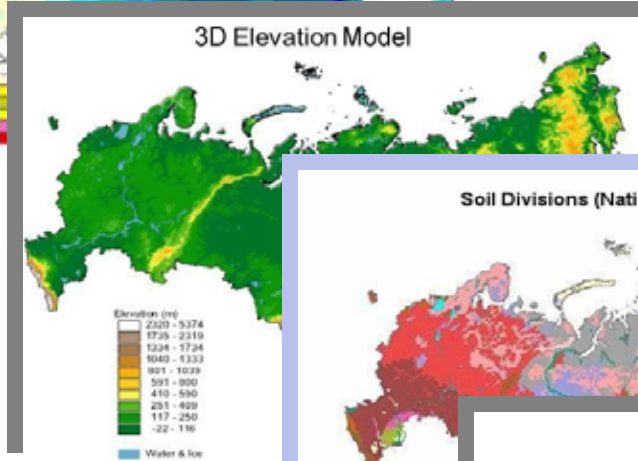 3D Elevation Model
Soil Divisions (Nati
Elevation (m)
2320 - 5374
1735 - 2319
1334 - 1734
1040 - 1333
801 - 1039
591 - 800
410 - 590
251 - 409
117 - 250
-22 - 116
Water & Ice